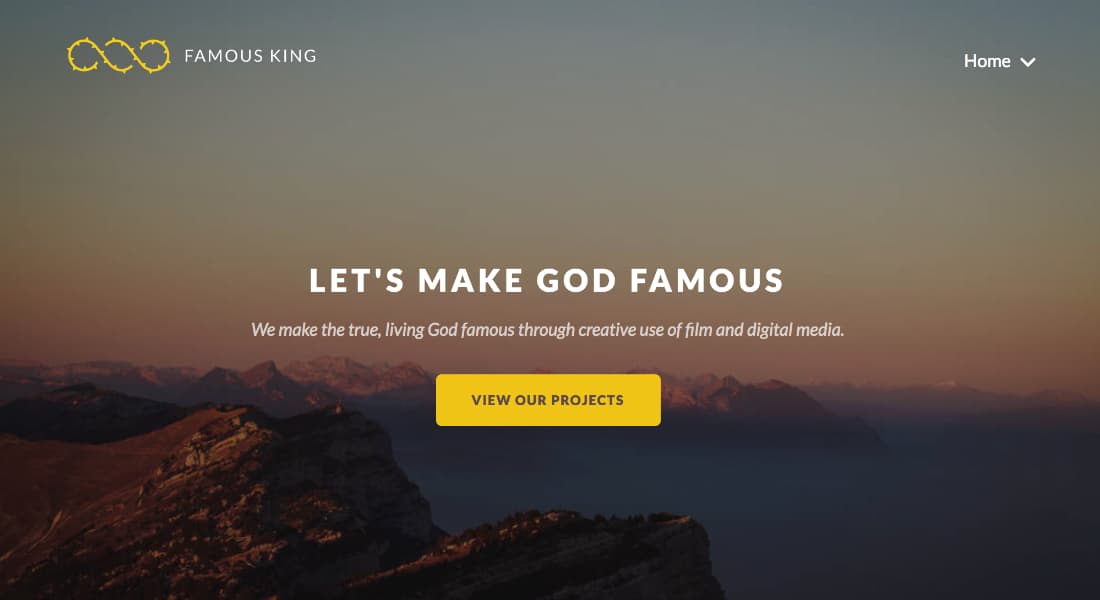 FAMOUS KING
Home
LET'S MAKE GOD FAMOUS
We make the true, living God famous through creative use of film and digital media.
VIEW OUR PROJECTS